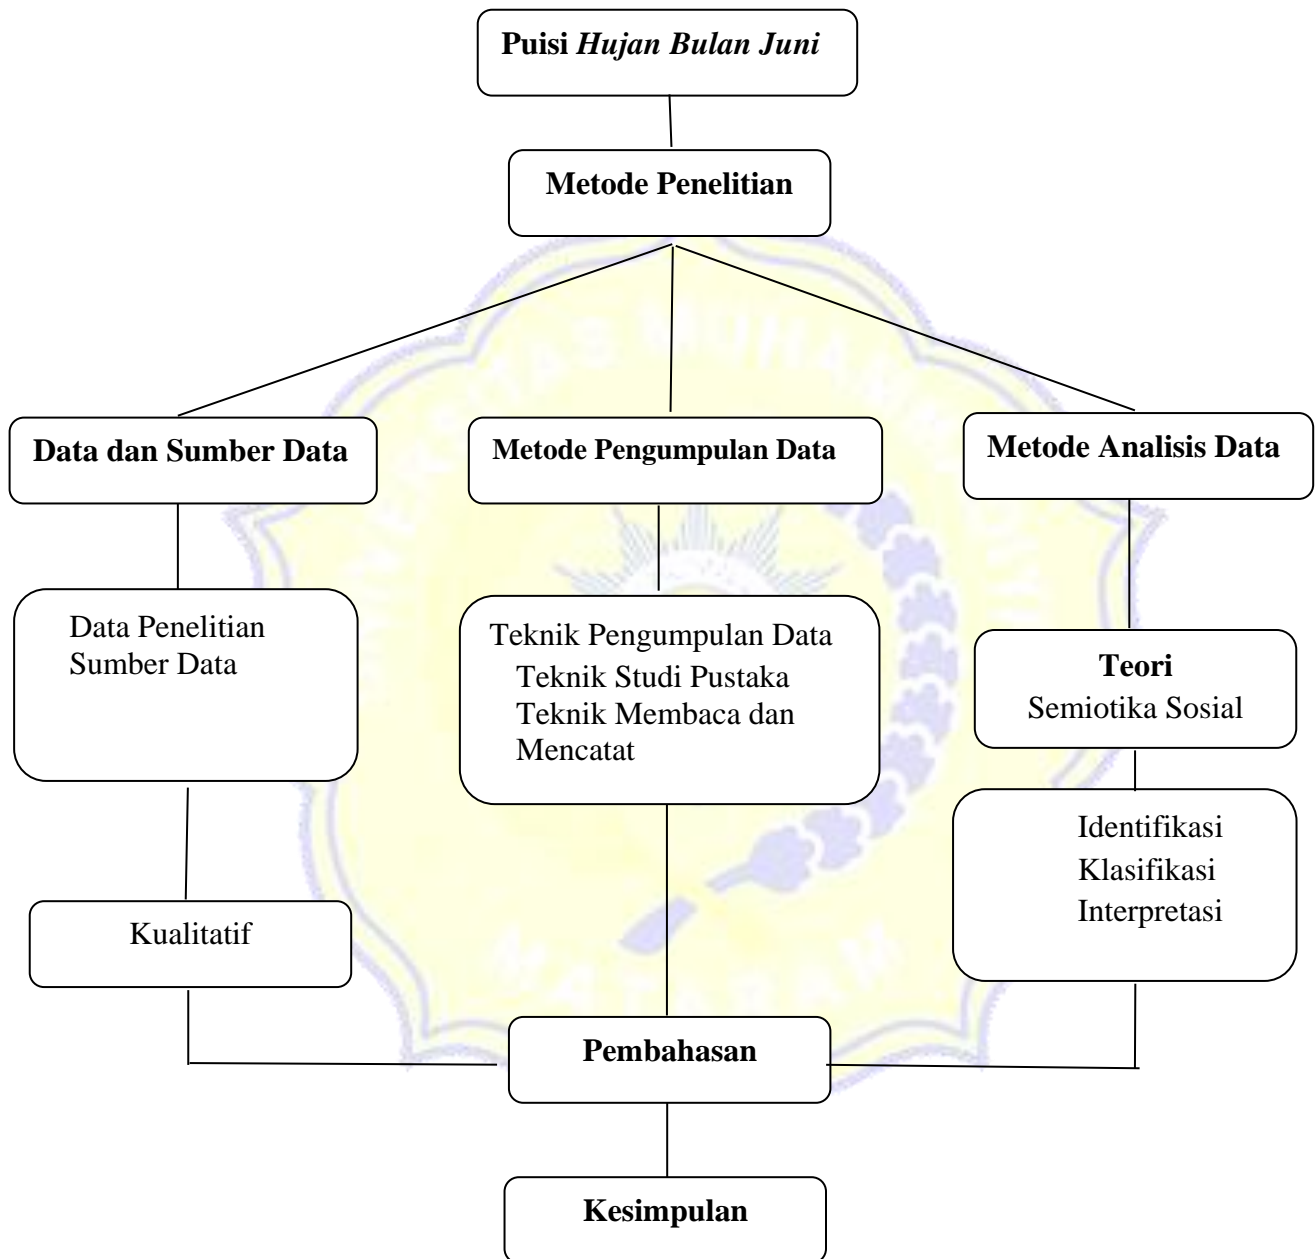 Puisi Hujan Bulan Juni
Metode Penelitian
Data dan Sumber Data
Metode Pengumpulan Data
Metode Analisis Data
Data Penelitian
Sumber Data
Teknik Pengumpulan Data
Teknik Studi Pustaka
Teknik Membaca dan
Mencatat
Teori
Semiotika Sosial
Identifikasi
Klasifikasi
Interpretasi
Kualitatif
Pembahasan
Kesimpulan
MATARAM